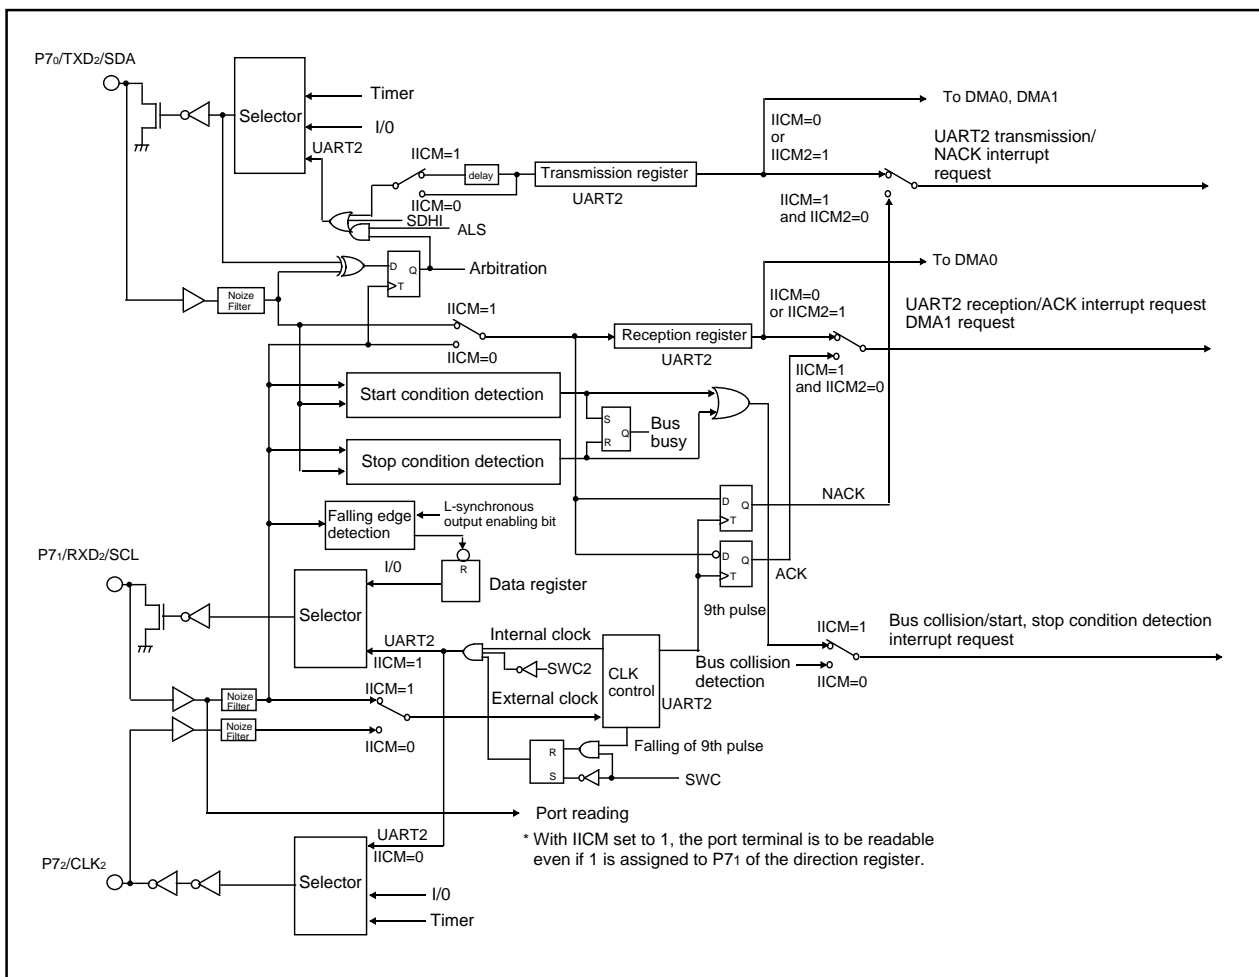 P70/TXD2/SDA
Selector
Timer
I/0
UART2
IICM=1
delay
IICM=0
SDHI
ALS
Transmission register
UART2
To DMA0, DMA1
IICM=0
or
IICM2=1
UART2 transmission/
NACK interrupt
request
IICM=1
and IICM2=0
D
Q
T
Arbitration
Noize
Filter
IICM=1
IICM=0
Reception register
UART2
To DMA0
IICM=0
or IICM2=1
UART2 reception/ACK interrupt request
DMA1 request
IICM=1
and IICM2=0
Start condition detection
S
R
Q
Bus
busy
Stop condition detection
Falling edge
detection
L-synchronous
output enabling bit
D
Q
T
NACK
D
Q
T
ACK
9th pulse
P71/RXD2/SCL
I/0
R
Data register
Selector
UART2
IICM=1
Internal clock
SWC2
External clock
CLK
control
UART2
Bus collision
detection
IICM=1
IICM=0
Bus collision/start, stop condition detection
interrupt request
Noize
Filter
IICM=1
Noize
Filter
IICM=0
R
S
Falling of 9th pulse
SWC
Port reading
* With IICM set to 1, the port terminal is to be readable
even if 1 is assigned to P71 of the direction register.
P72/CLK2
Selector
UART2
IICM=0
I/0
Timer